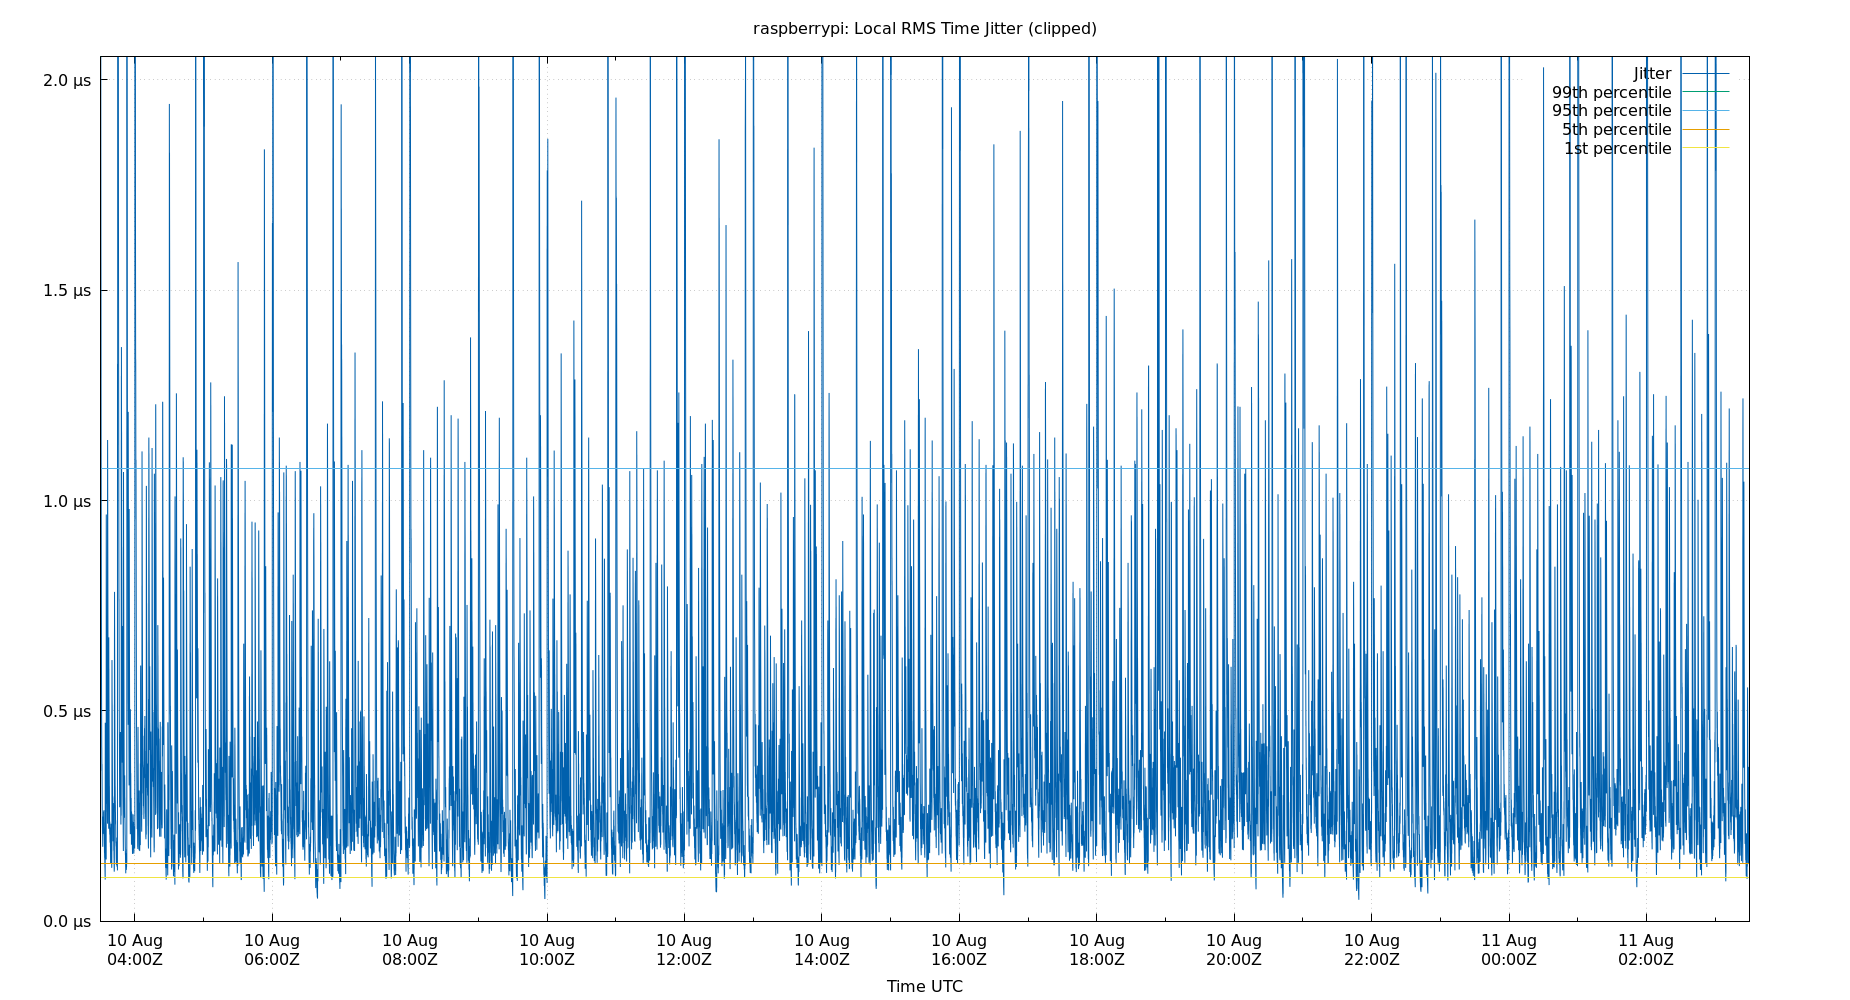 raspberrypi: Local RMS Time Jitter (clipped)
2.0 µs
1.5 µs
1.0 µs
0.5 µs
0.0 µs
Jitter
99th percentile
95th percentile
5th percentile
1st percentile
10 Aug 10 Aug 10 Aug 10 Aug 10 Aug 10 Aug 10 Aug 10 Aug 10 Aug 10 Aug 11 Aug 11 Aug
04:00Z 06:00Z 08:00Z 10:00Z 12:00Z 14:00Z 16:00Z 18:00Z 20:00Z 22:00Z 00:00Z 02:00Z
Time UTC